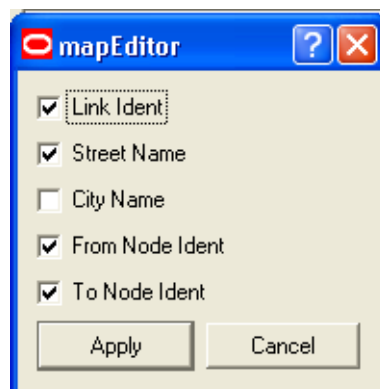 mapEditor ?
Link Ident
Street Name
City Name
From Node Ident
To Node Ident
Apply Cancel